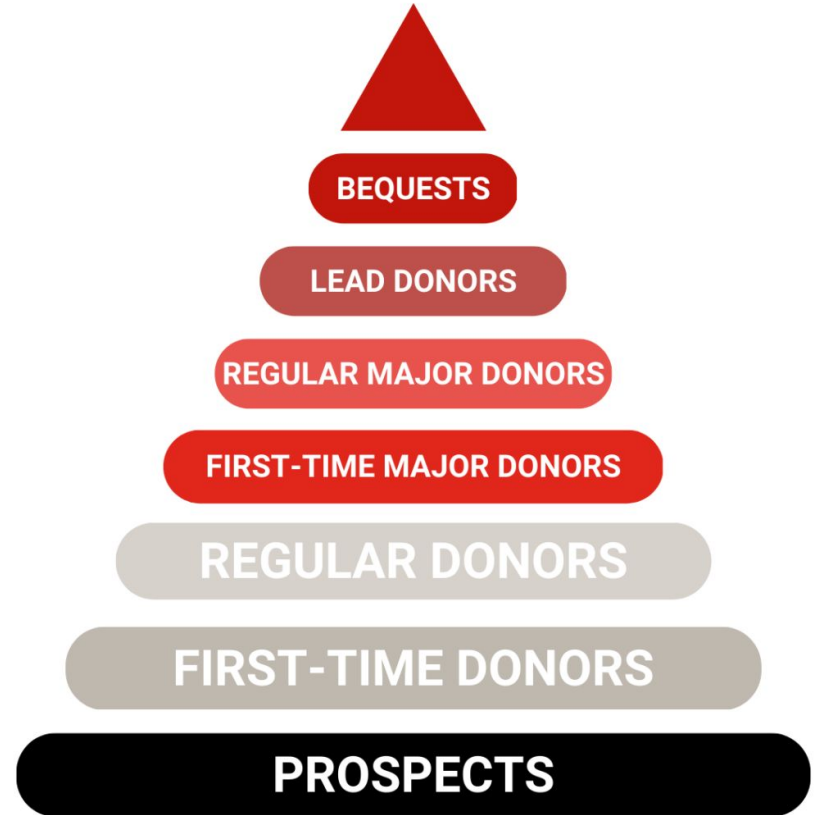 BEQUESTS
LEAD DONORS
REGULAR MAJOR DONORS
FIRST-TIME MAJOR DONORS
REGULAR DONORS
FIRST-TIME DONORS
PROSPECTS